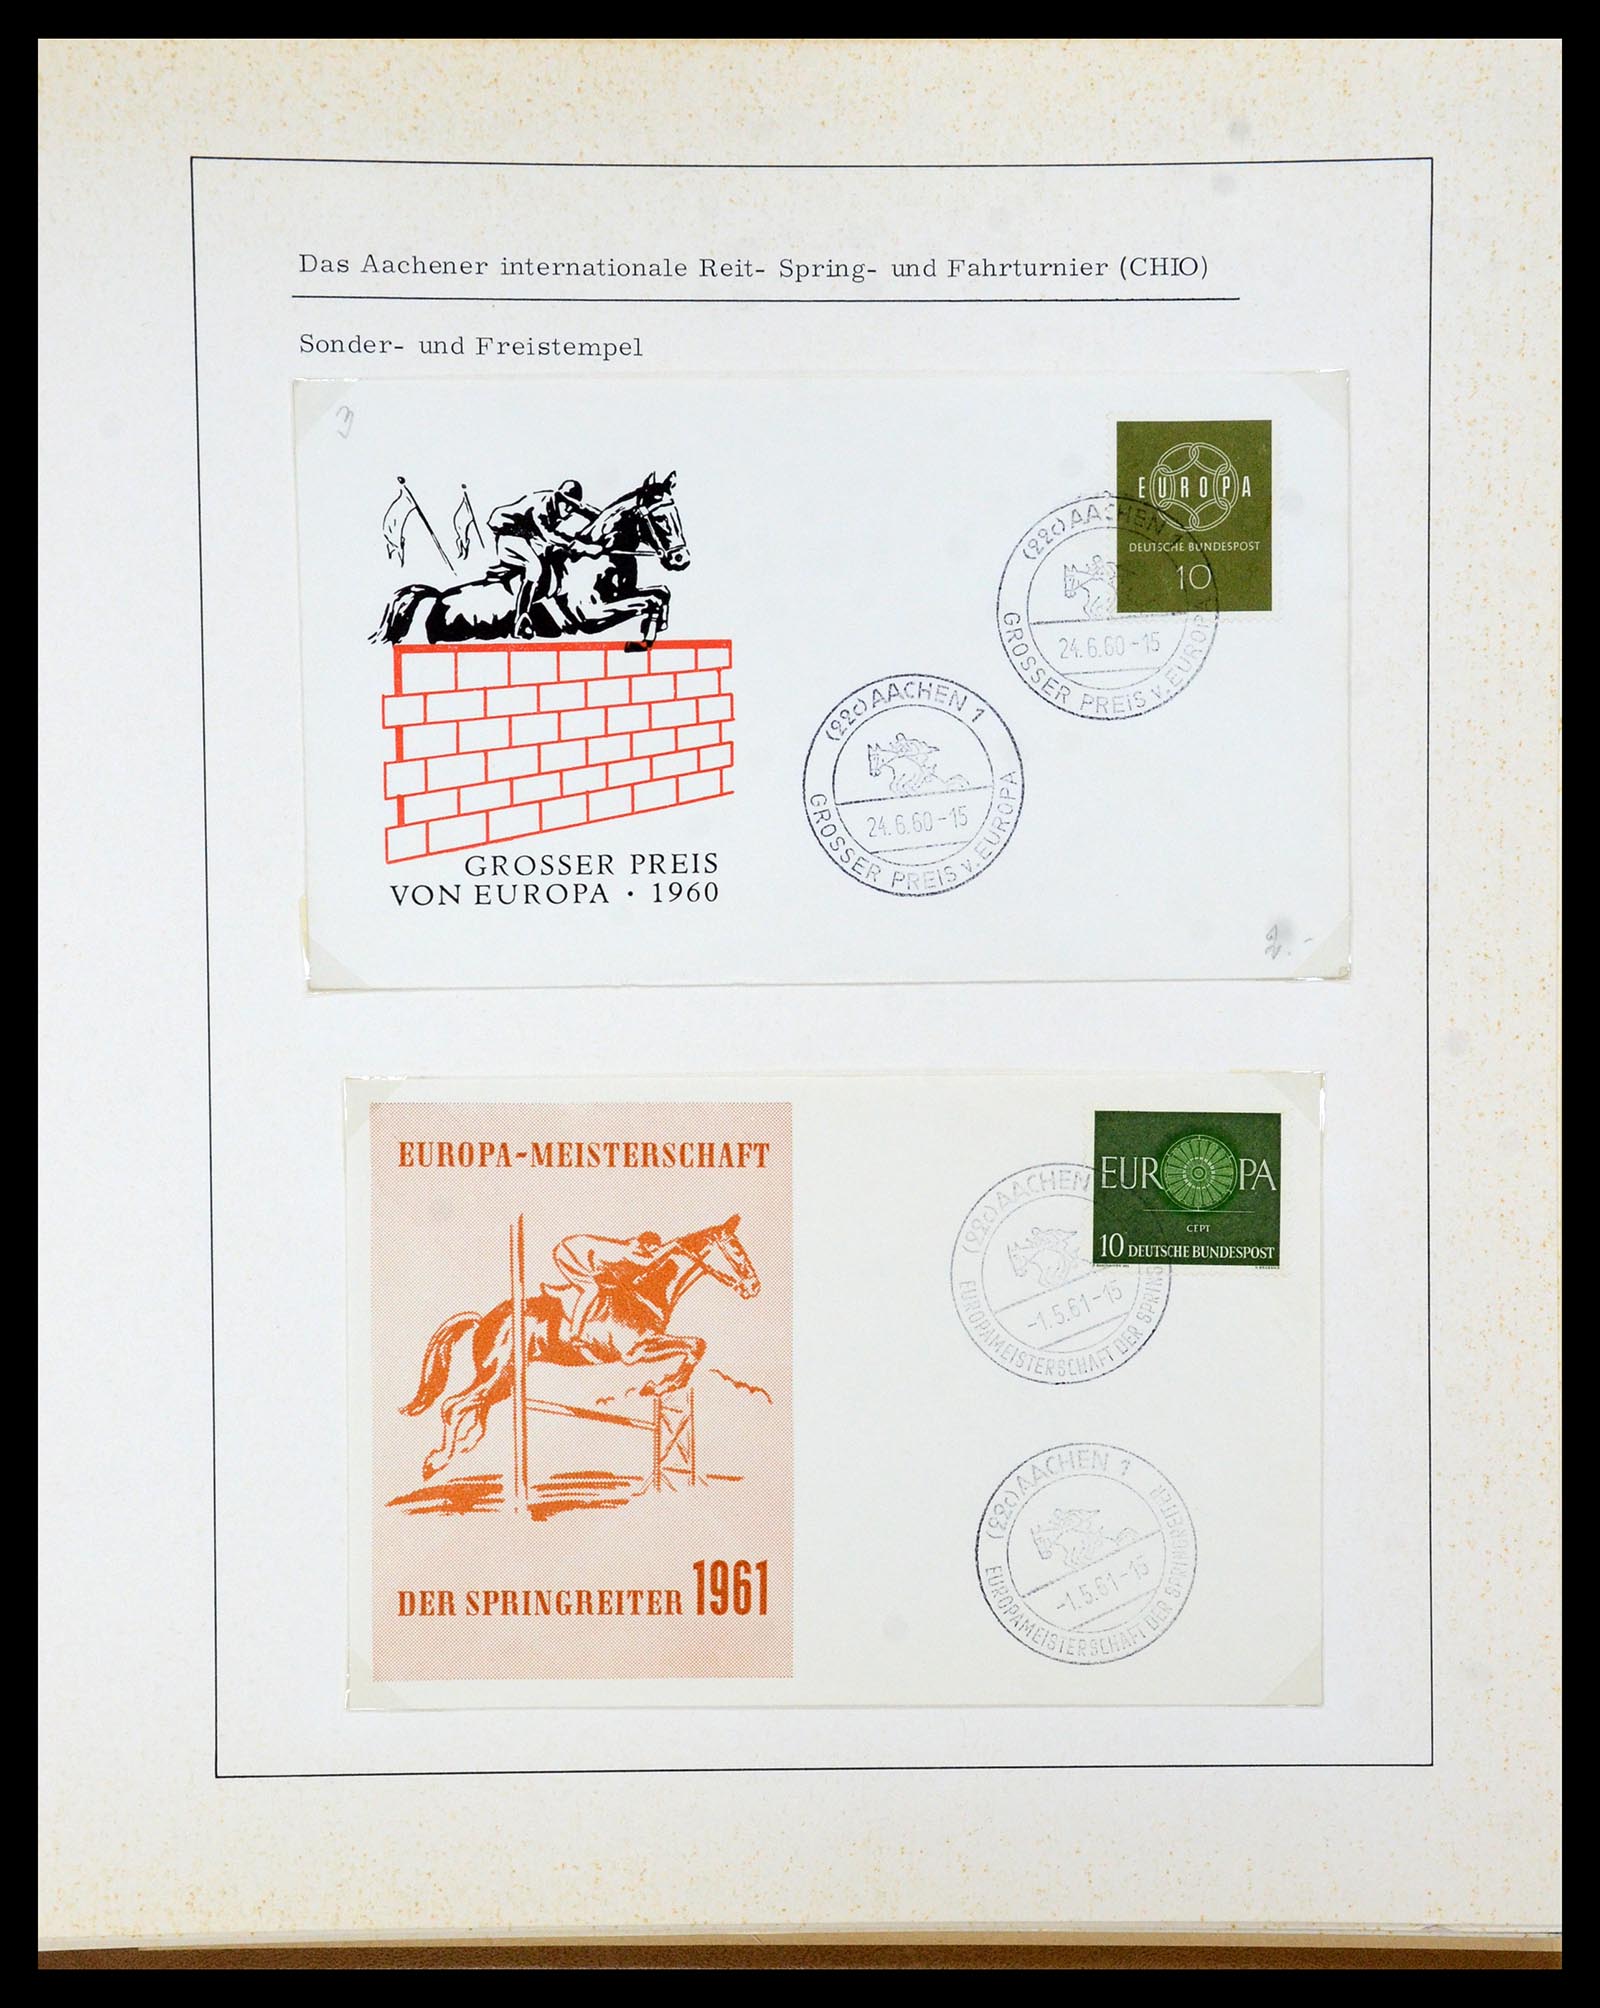 Das Aachener internationale Reit- Spring- und Fahrturnier (CHIO)
Sonder- und Freistempel
3
EUROPA
DEUTSCHE BUNDESPOST
10
(22c) AACHEN 1
24.6.60-15
GROSSER PREIS v. EUROPA
(22c) AACHEN 1
24.6.60-15
GROSSER PREIS v. EUROPA
GROSSER PREIS
VON EUROPA · 1960
2.-
EUROPA-MEISTERSCHAFT
DER SPRINGREITER 1961
EUROPA
CEPT
10 DEUTSCHE BUNDESPOST
(22c) AACHEN
-1.5.61-15
EUROPAMEISTERSCHAFT DER SPRING
(22c) AACHEN 1
-1.5.61-15
EUROPAMEISTERSCHAFT DER SPRINGREITER